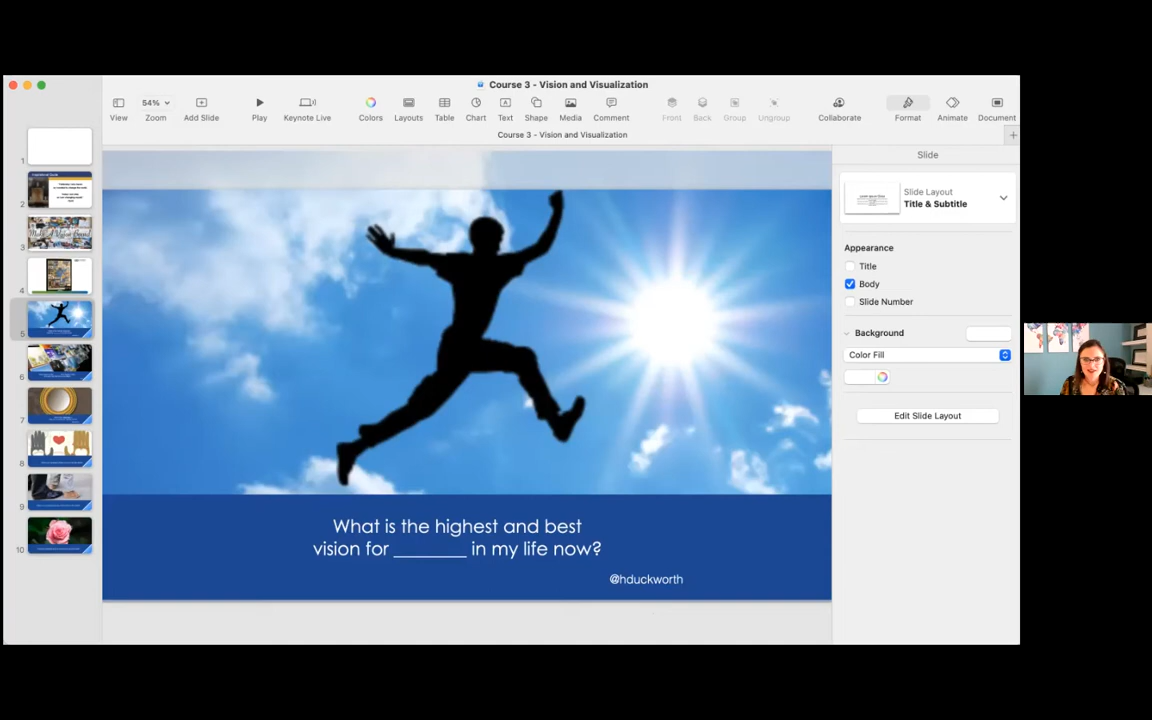 Course 3 - Vision and Visualization
54%
View
Zoom
Add Slide
Play
Keynote Live
Colors
Layouts
Table
Chart
Text
Shape
Media
Comment
Front
Back
Group
Ungroup
Collaborate
Format
Animate
Document
Course 3 - Vision and Visualization
+
1
2
3
4
5
6
7
8
9
10
What is the highest and best
vision for ________ in my life now?
@hduckworth
Slide
Slide Layout
Title & Subtitle
Appearance
Title
Body
Slide Number
Background
Color Fill
Edit Slide Layout